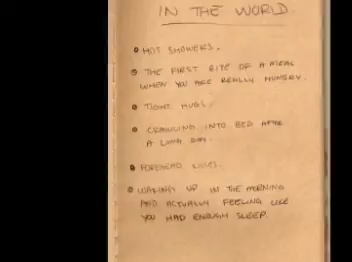 IN THE WORLD
• HOT SHOWERS.
• THE FIRST BITE OF A MEAL
WHEN YOU ARE REALLY HUNGRY.
• TIGHT HUGS.
• CRAWLING INTO BED AFTER
A LONG DAY.
• FOREHEAD KISSES.
• WAKING UP IN THE MORNING
AND ACTUALLY FEELING LIKE
YOU HAD ENOUGH SLEEP.